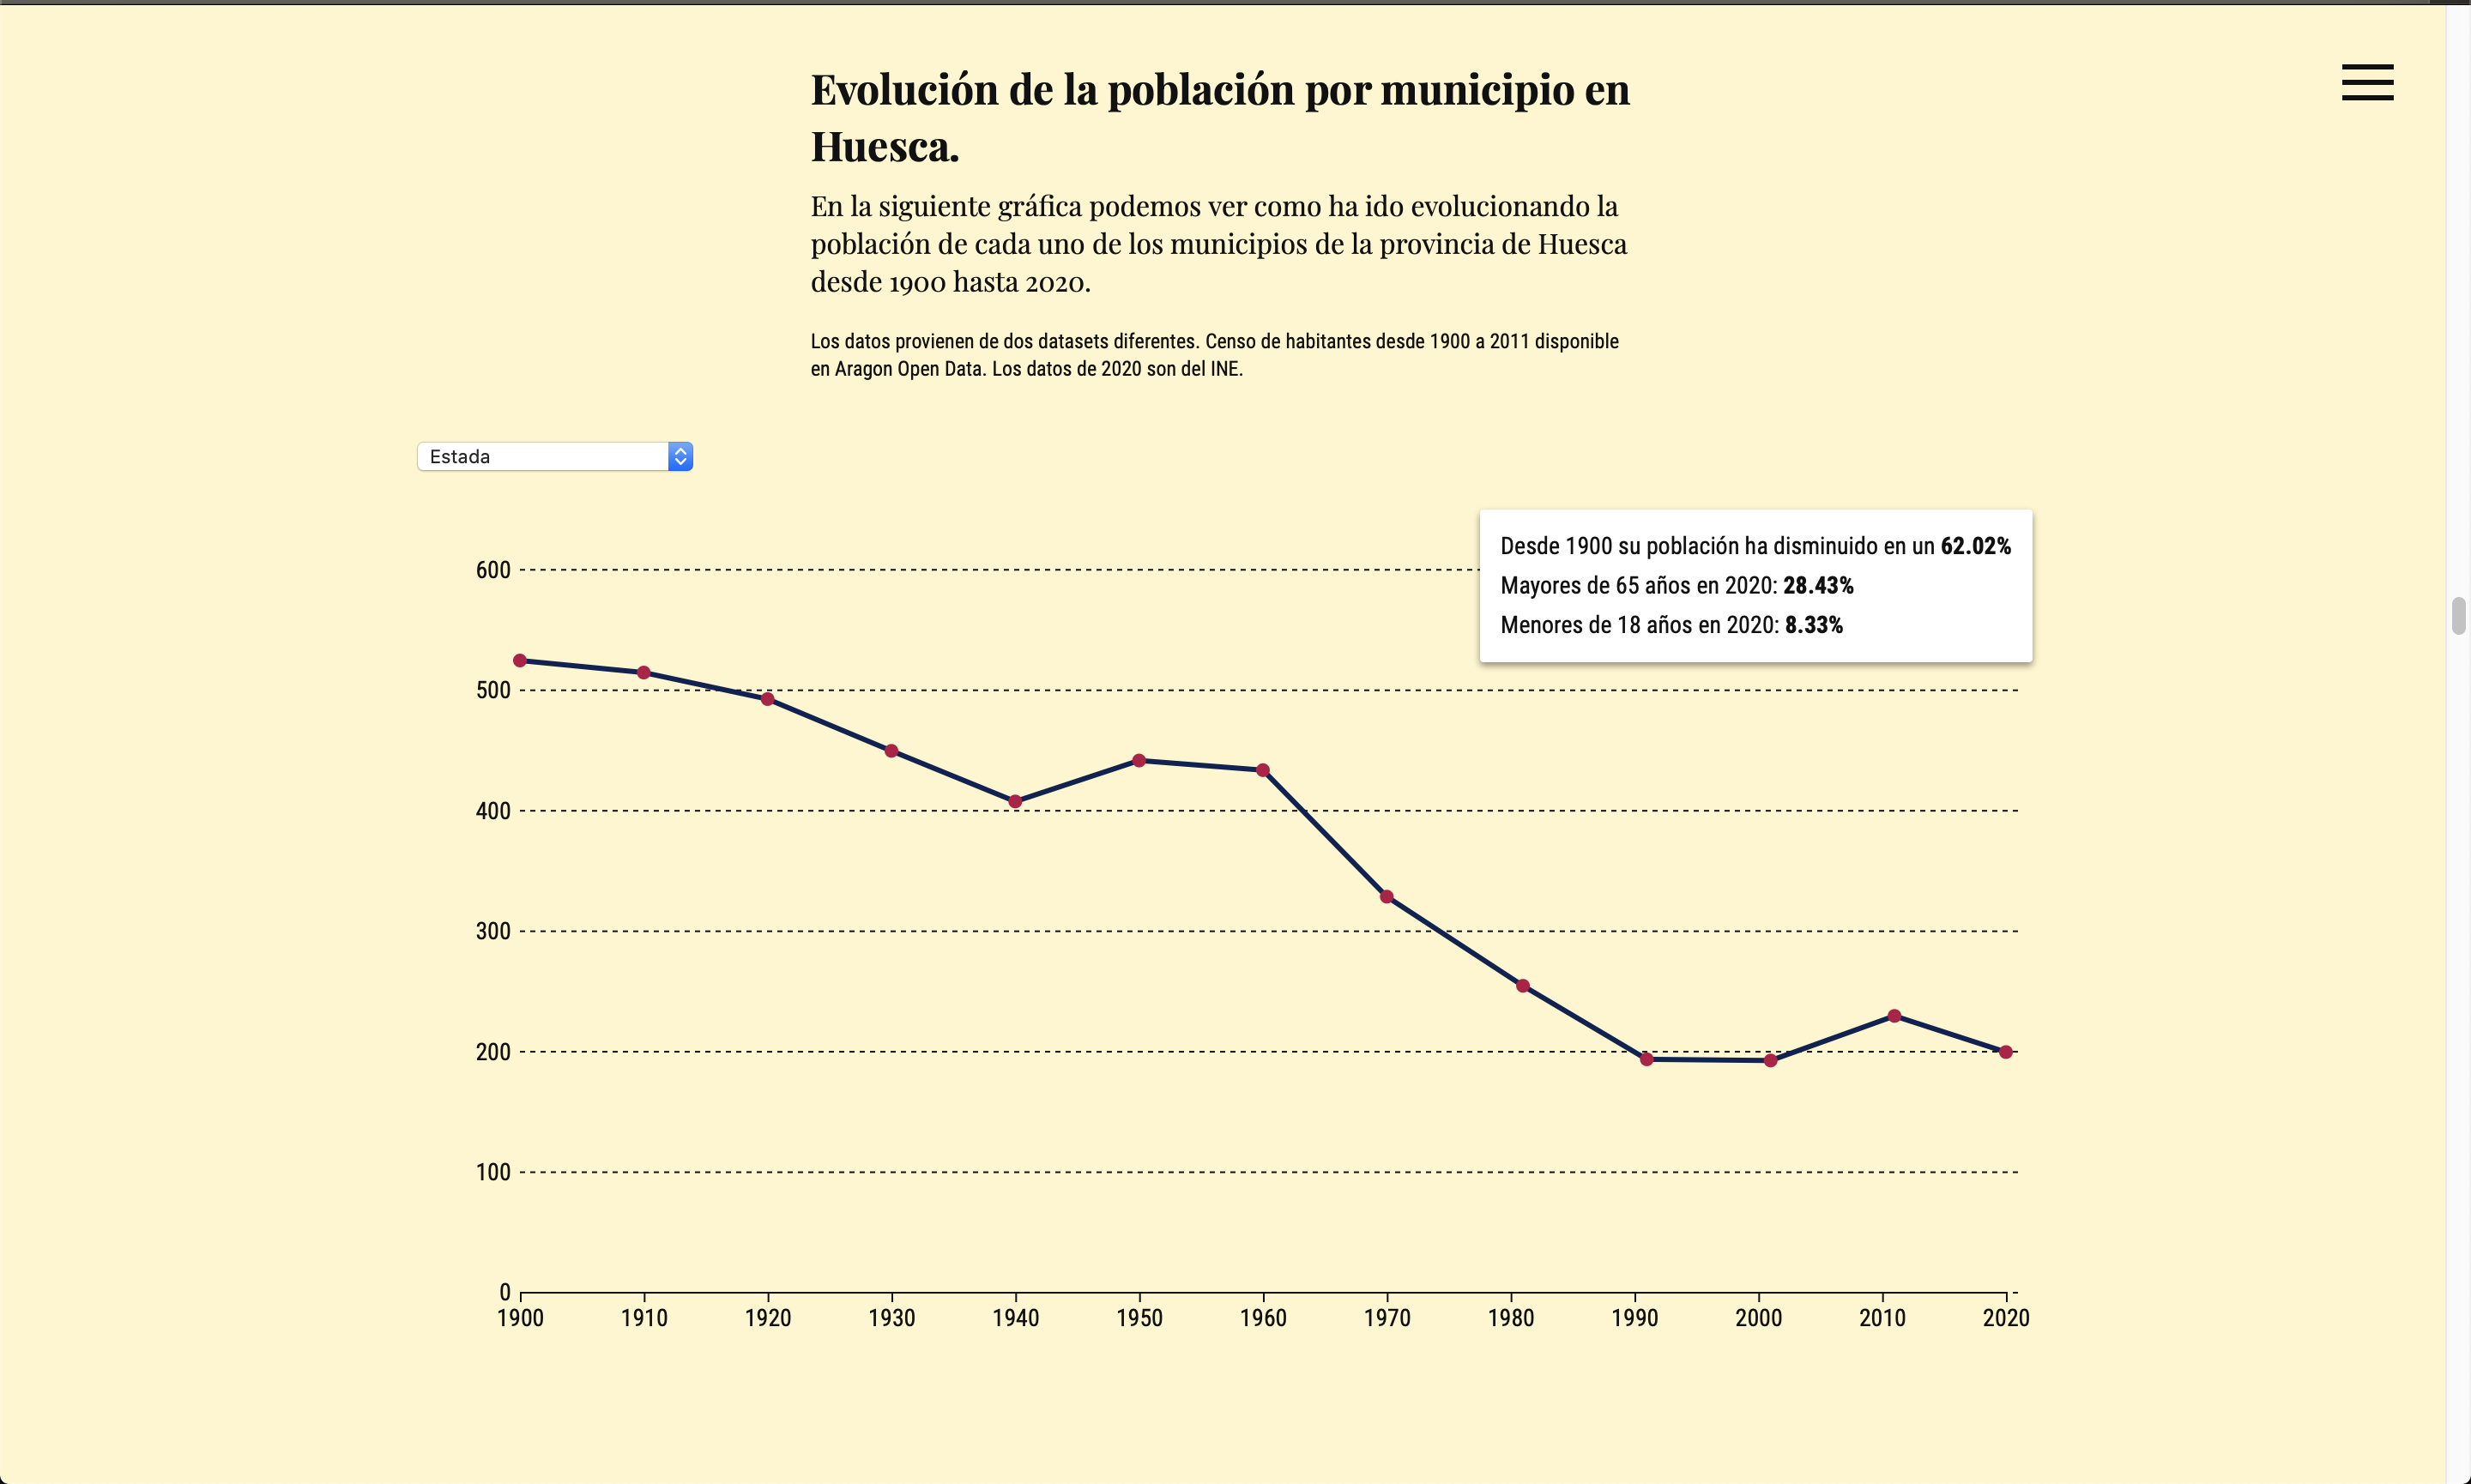 Evolución de la población por municipio en
Huesca.
En la siguiente gráfica podemos ver como ha ido evolucionando la
población de cada uno de los municipios de la provincia de Huesca
desde 1900 hasta 2020.
Los datos provienen de dos datasets diferentes. Censo de habitantes desde 1900 a 2011 disponible
en Aragon Open Data. Los datos de 2020 son del INE.
Estada
Desde 1900 su población ha disminuido en un 62.02%
Mayores de 65 años en 2020: 28.43%
Menores de 18 años en 2020: 8.33%
600
500
400
300
200
100
0
1900 1910 1920 1930 1940 1950 1960 1970 1980 1990 2000 2010 2020